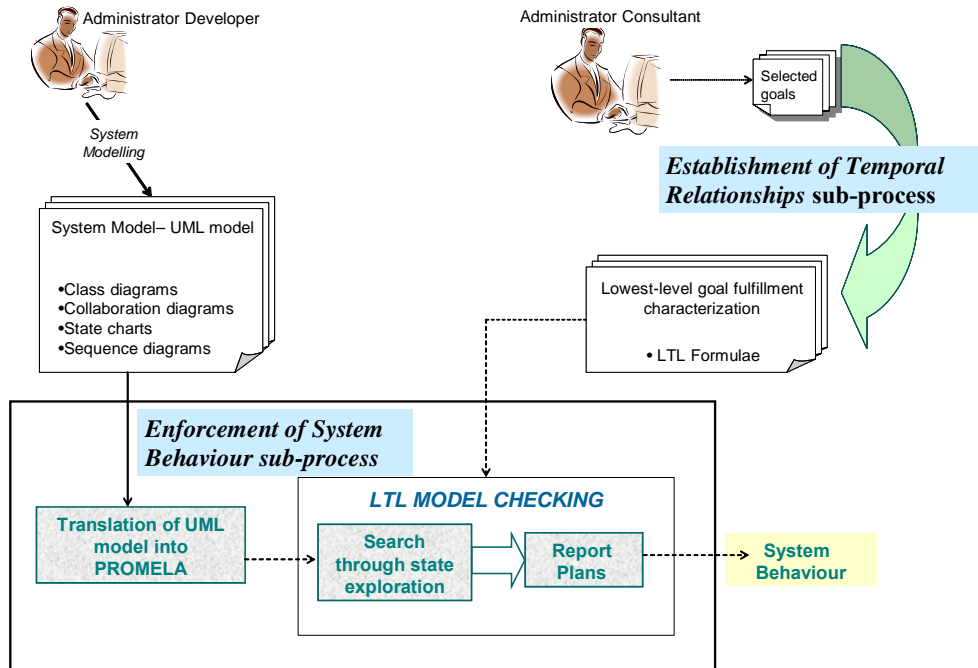 Administrator Developer
Administrator Consultant
Selected
goals
System
Modelling
Establishment of Temporal
Relationships sub-process
System Model– UML model
•Class diagrams
•Collaboration diagrams
•State charts
•Sequence diagrams
Lowest-level goal fulfillment
characterization
• LTL Formulae
Enforcement of System
Behaviour sub-process
LTL MODEL CHECKING
Translation of UML
model into
PROMELA
Search
through state
exploration
Report
Plans
System
Behaviour